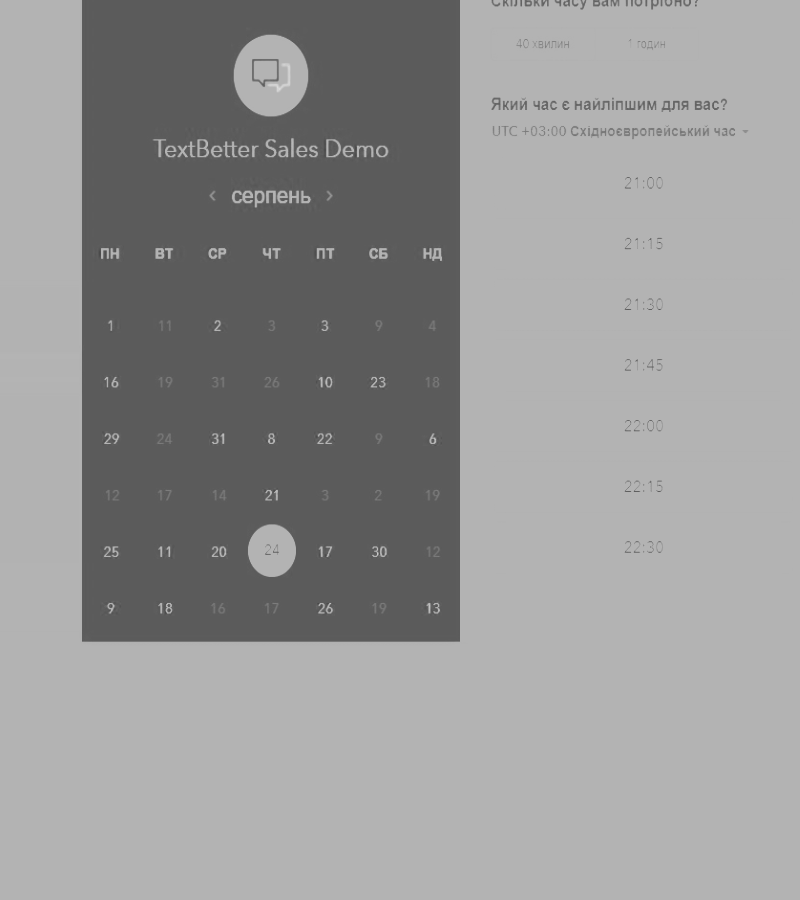 TextBetter Sales Demo
серпень
ПН ВТ СР ЧТ ПТ СБ НД
1 11 2 3 3 9 4
16 19 31 26 10 23 18
29 24 31 8 22 9 6
12 17 14 21 3 2 19
25 11 20 24 17 30 12
9 18 16 17 26 19 13
Скільки часу вам потрібно?
40 хвилин 1 годин
Який час є найліпшим для вас?
UTC +03:00 Східноєвропейський час
21:00
21:15
21:30
21:45
22:00
22:15
22:30